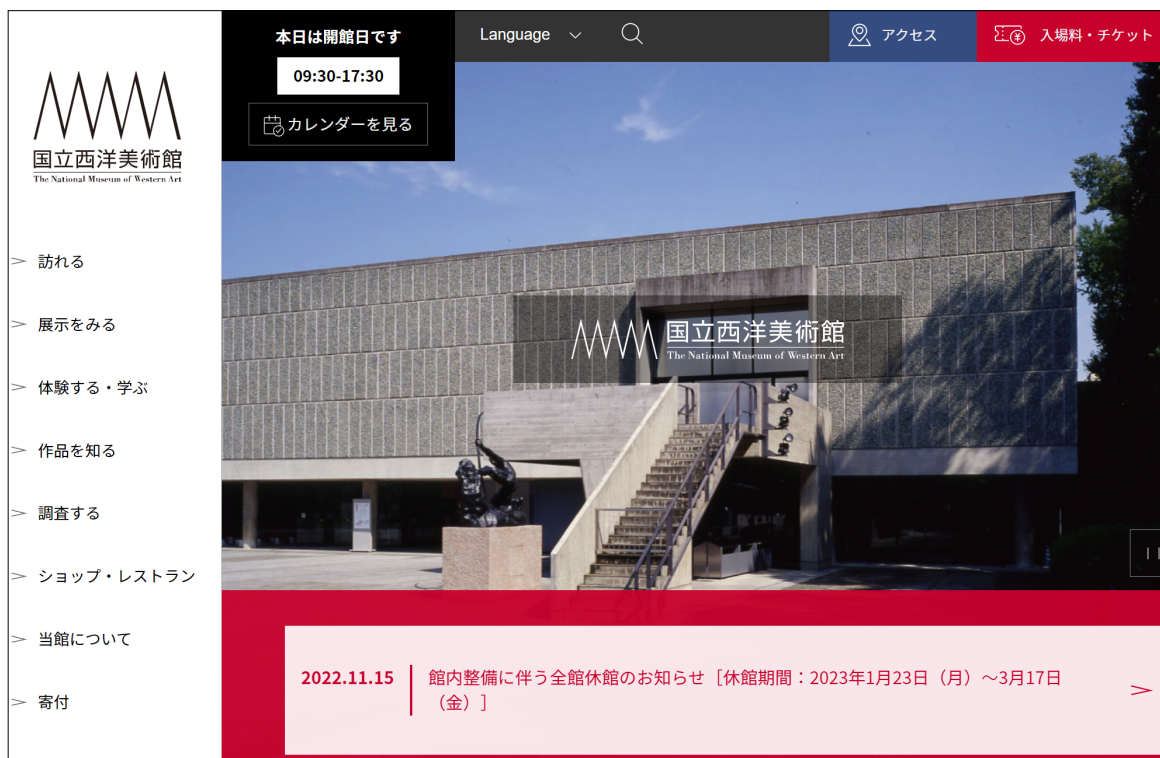 国立西洋美術館
The National Museum of Western Art
訪れる
展示をみる
体験する・学ぶ
作品を知る
調査する
ショップ・レストラン
当館について
寄付
本日は開館日です
09:30-17:30
カレンダーを見る
Language
アクセス
入場料・チケット
国立西洋美術館
The National Museum of Western Art
2022.11.15
館内整備に伴う全館休館のお知らせ［休館期間：2023年1月23日（月）～3月17日
（金）］